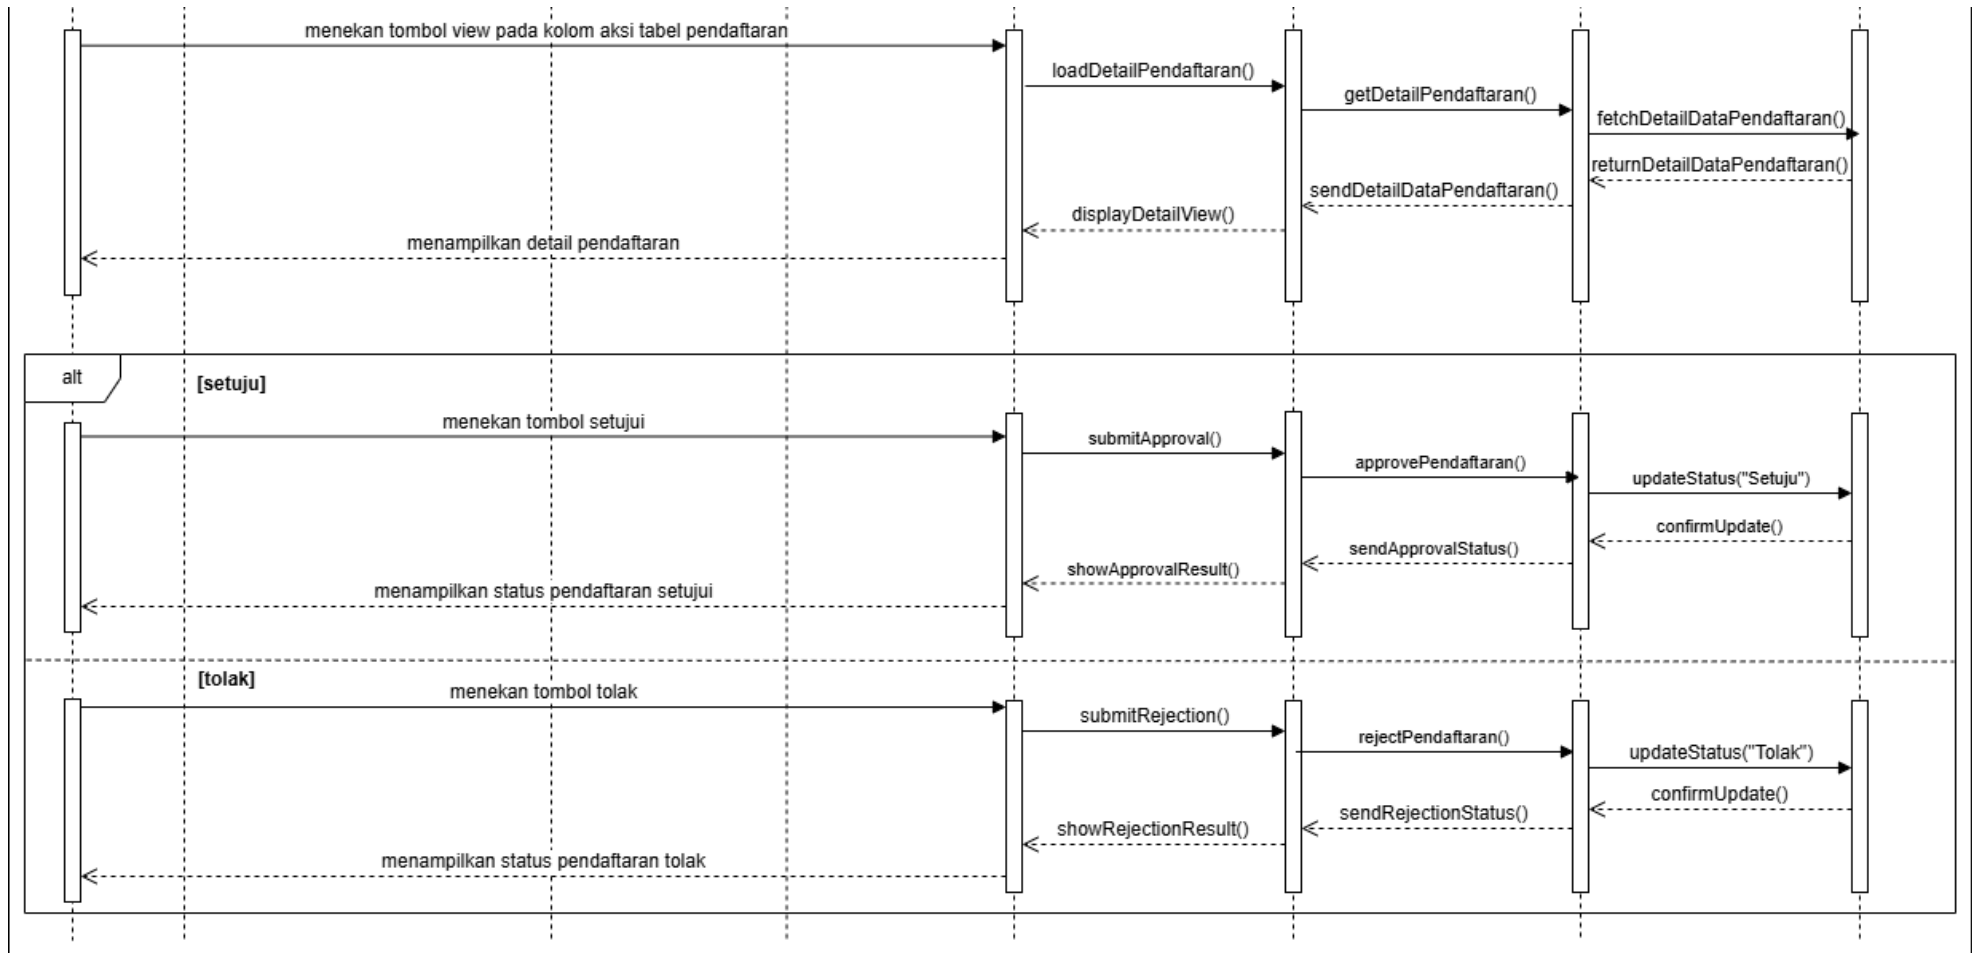 menekan tombol view pada kolom aksi tabel pendaftaran
loadDetailPendaftaran()
getDetailPendaftaran()
fetchDetailDataPendaftaran()
returnDetailDataPendaftaran()
sendDetailDataPendaftaran()
displayDetailView()
menampilkan detail pendaftaran
alt
[setuju]
menekan tombol setujui
submitApproval()
approvePendaftaran()
updateStatus("Setuju")
confirmUpdate()
sendApprovalStatus()
showApprovalResult()
menampilkan status pendaftaran setujui
[tolak]
menekan tombol tolak
submitRejection()
rejectPendaftaran()
updateStatus("Tolak")
confirmUpdate()
sendRejectionStatus()
showRejectionResult()
menampilkan status pendaftaran tolak